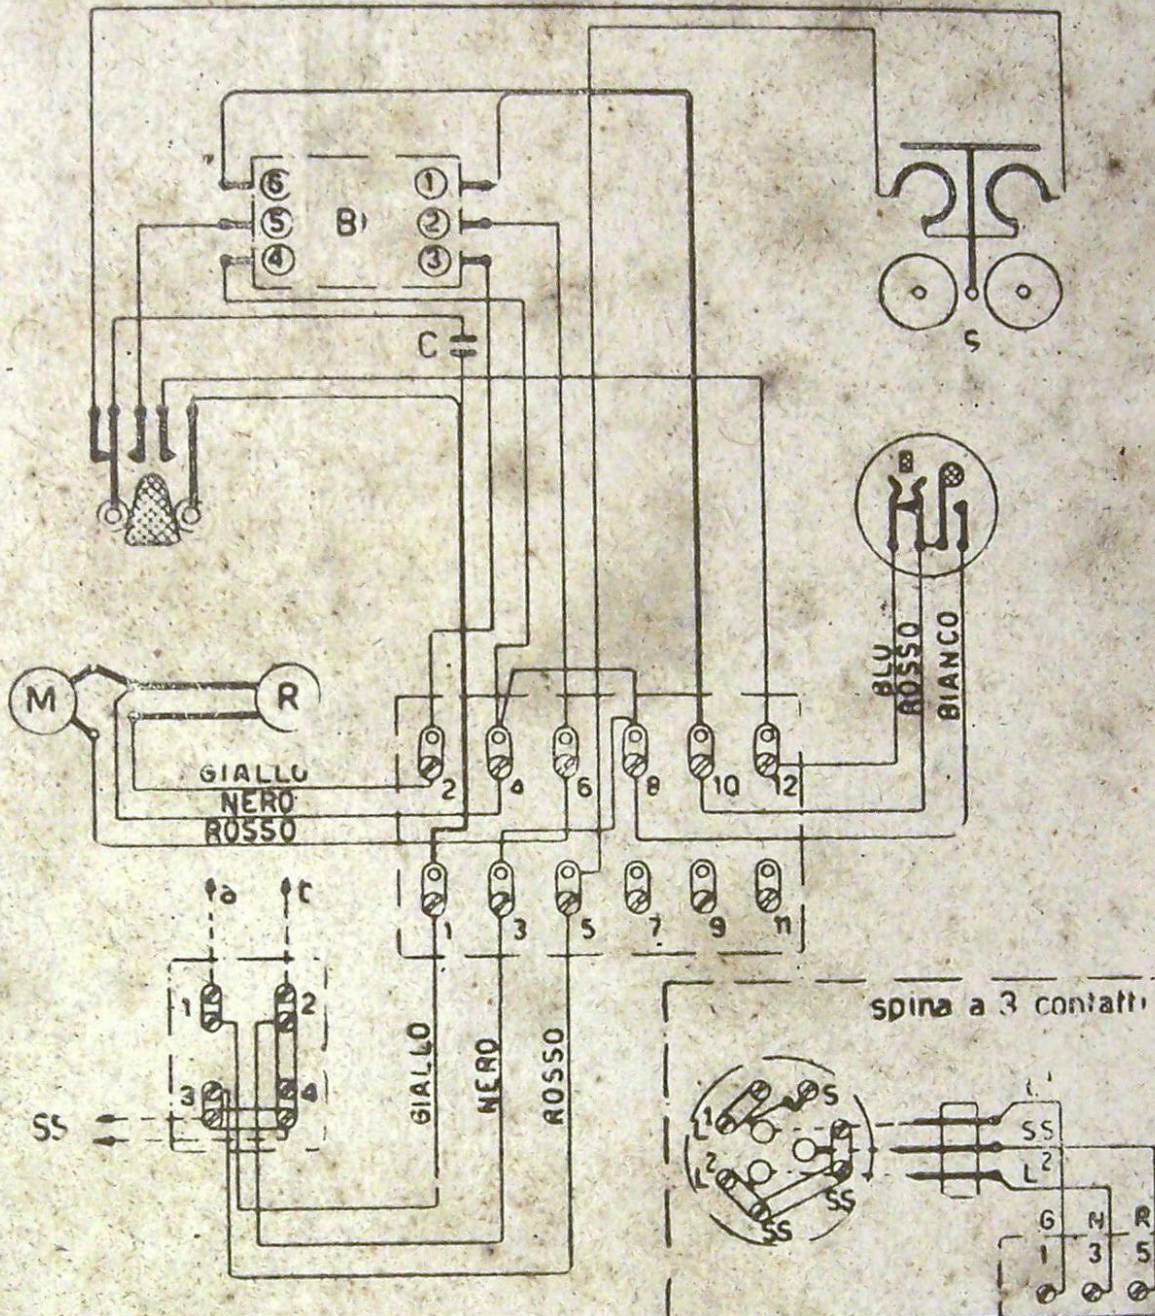 6 1
5 B 2
4 3
C
S
BLU
ROSSO
BIANCO
M R
GIALLO
NERO
ROSSO
2 4 6 8 10 12
1 3 5 7 9 11
a
1 2
3 4
SS
GIALLO
NERO
ROSSO
spina a 3 contatti
L1 S
L2 SS
SS
SS
L2
G N R
1 3 5